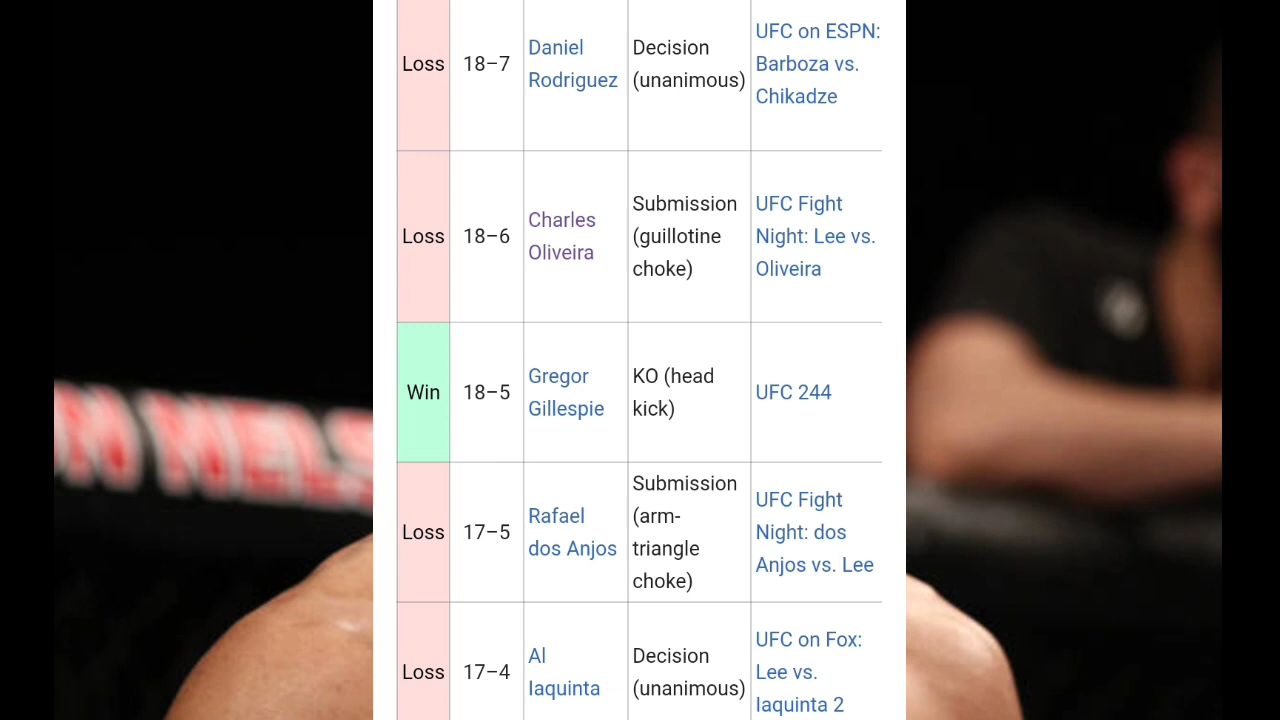 Loss 18–7 Daniel Rodriguez Decision (unanimous) UFC on ESPN: Barboza vs. Chikadze
Loss 18–6 Charles Oliveira Submission (guillotine choke) UFC Fight Night: Lee vs. Oliveira
Win 18–5 Gregor Gillespie KO (head kick) UFC 244
Loss 17–5 Rafael dos Anjos Submission (arm-triangle choke) UFC Fight Night: dos Anjos vs. Lee
Loss 17–4 Al Iaquinta Decision (unanimous) UFC on Fox: Lee vs. Iaquinta 2